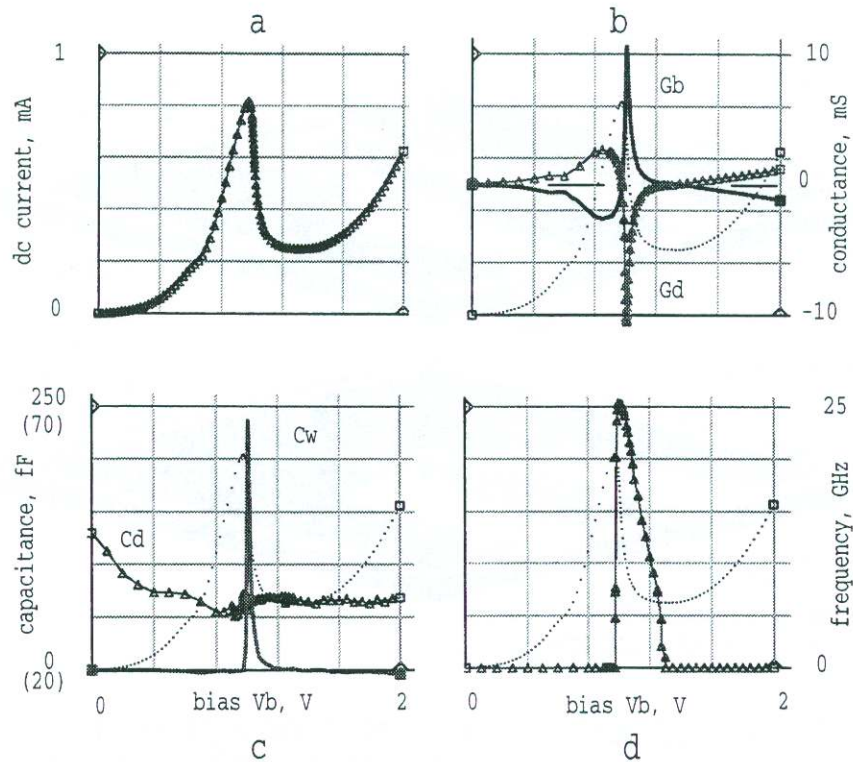 a
b
1
0
dc current, mA
Gb
Gd
10
0
-10
conductance, mS
250
(70)
0
(20)
capacitance, fF
Cw
Cd
0
bias Vb, V
2
25
0
frequency, GHz
0
bias Vb, V
2
c
d